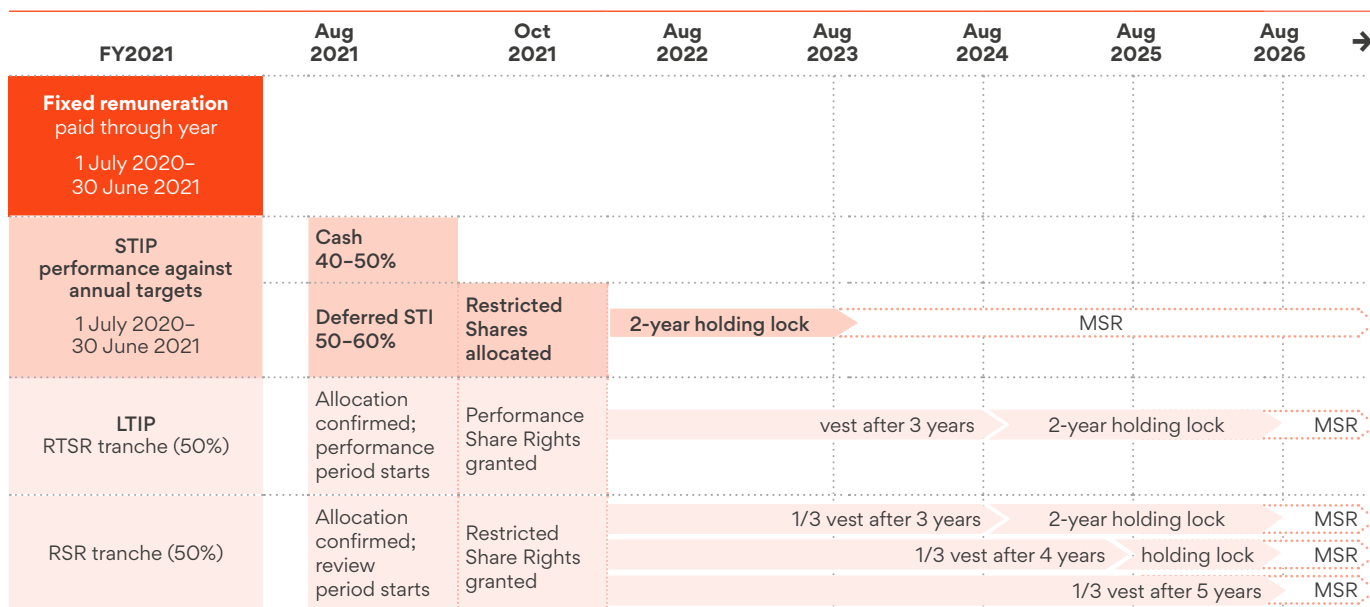 FY2021
Aug
2021
Oct
2021
Aug
2022
Aug
2023
Aug
2024
Aug
2025
Aug
2026
Fixed remuneration
paid through year
1 July 2020–
30 June 2021
STIP
performance against
annual targets
1 July 2020–
30 June 2021
Cash
40–50%
Deferred STI
50–60%
Restricted
Shares
allocated
2-year holding lock
MSR
LTIP
RTSR tranche (50%)
Allocation
confirmed;
performance
period starts
Performance
Share Rights
granted
vest after 3 years
2-year holding lock
MSR
RSR tranche (50%)
Allocation
confirmed;
review
period starts
Restricted
Share Rights
granted
1/3 vest after 3 years
2-year holding lock
MSR
1/3 vest after 4 years
holding lock
MSR
1/3 vest after 5 years
MSR